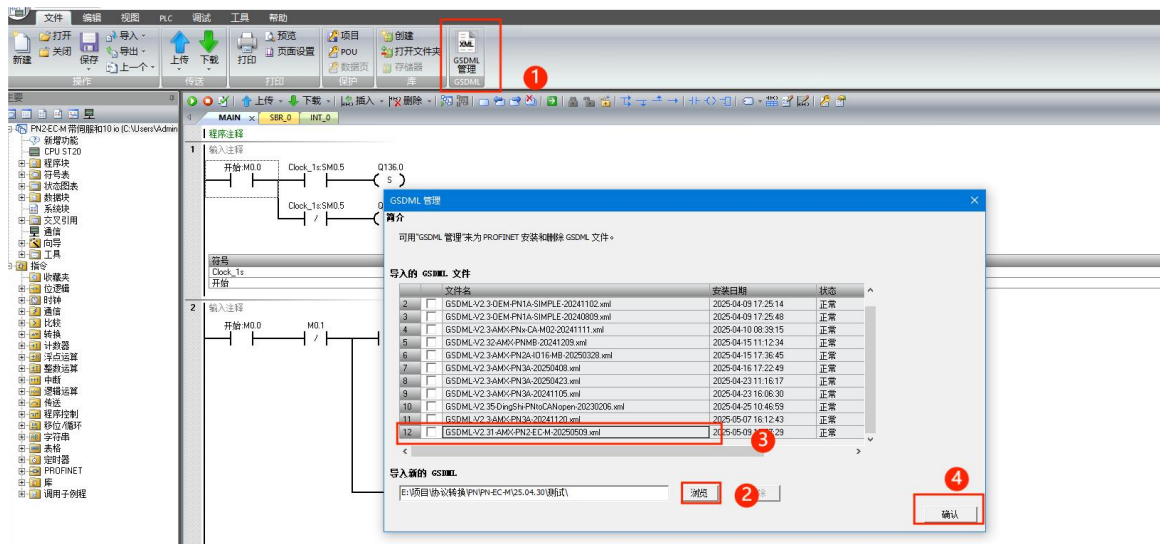 文件 编辑 视图 PLC 调试 工具 帮助
新建 打开 关闭 保存 导入 导出 上一个 上传 下载 打印 预览 页面设置 项目 POU 数据页 创建 打开文件夹 存储器 GSDML 管理
操作 传送 打印 保护 库 GSDML
1
主要
上传 下载 插入 删除
MAIN x SBR_0 INT_0
PN2-EC-M 带伺服和10 io (C:\Users\Admin
新增功能
CPU ST20
程序块
符号表
状态图表
数据块
系统块
交叉引用
通信
向导
工具
指令
收藏夹
位逻辑
时钟
通信
比较
转换
计数器
浮点运算
整数运算
中断
逻辑运算
传送
程序控制
移位/循环
字符串
表格
定时器
PROFINET
库
调用子例程
程序注释
1 输入注释
开始:M0.0 Clock_1s:SM0.5 Q136.0
S
Clock_1s:SM0.5
/
符号
Clock_1s
开始
2 输入注释
开始:M0.0 M0.1
/
GSDML 管理
简介
可用"GSDML 管理"来为 PROFINET 安装和删除 GSDML 文件。
导入的 GSDML 文件
文件名 安装日期 状态
2 GSDML-V2.3-DEM-PN1A-SIMPLE-20241102.xml 2025-04-09 17:25:14 正常
3 GSDML-V2.3-DEM-PN1A-SIMPLE-20240809.xml 2025-04-09 17:25:48 正常
4 GSDML-V2.3-AMX-PNx-CA-M02-20241111.xml 2025-04-10 08:39:15 正常
5 GSDML-V2.32-AMX-PNMB-20241209.xml 2025-04-15 11:12:34 正常
6 GSDML-V2.3-AMX-PN2A-IO16-MB-20250328.xml 2025-04-15 17:36:45 正常
7 GSDML-V2.3-AMX-PN3A-20250408.xml 2025-04-16 17:22:49 正常
8 GSDML-V2.3-AMX-PN3A-20250423.xml 2025-04-23 11:16:17 正常
9 GSDML-V2.3-AMX-PN3A-20241105.xml 2025-04-23 16:06:30 正常
10 GSDML-V2.35-DingShi-PNtoCANopen-20230206.xml 2025-04-25 10:46:59 正常
11 GSDML-V2.3-AMX-PN3A-20241120.xml 2025-05-07 16:12:43 正常
12 GSDML-V2.31-AMX-PN2-EC-M-20250509.xml 2025-05-09 正常
3
导入新的 GSDML
E:\项目\协议转换\PN\PN-EC-M\25.04.30\测试\ 浏览 2 除
4
确认